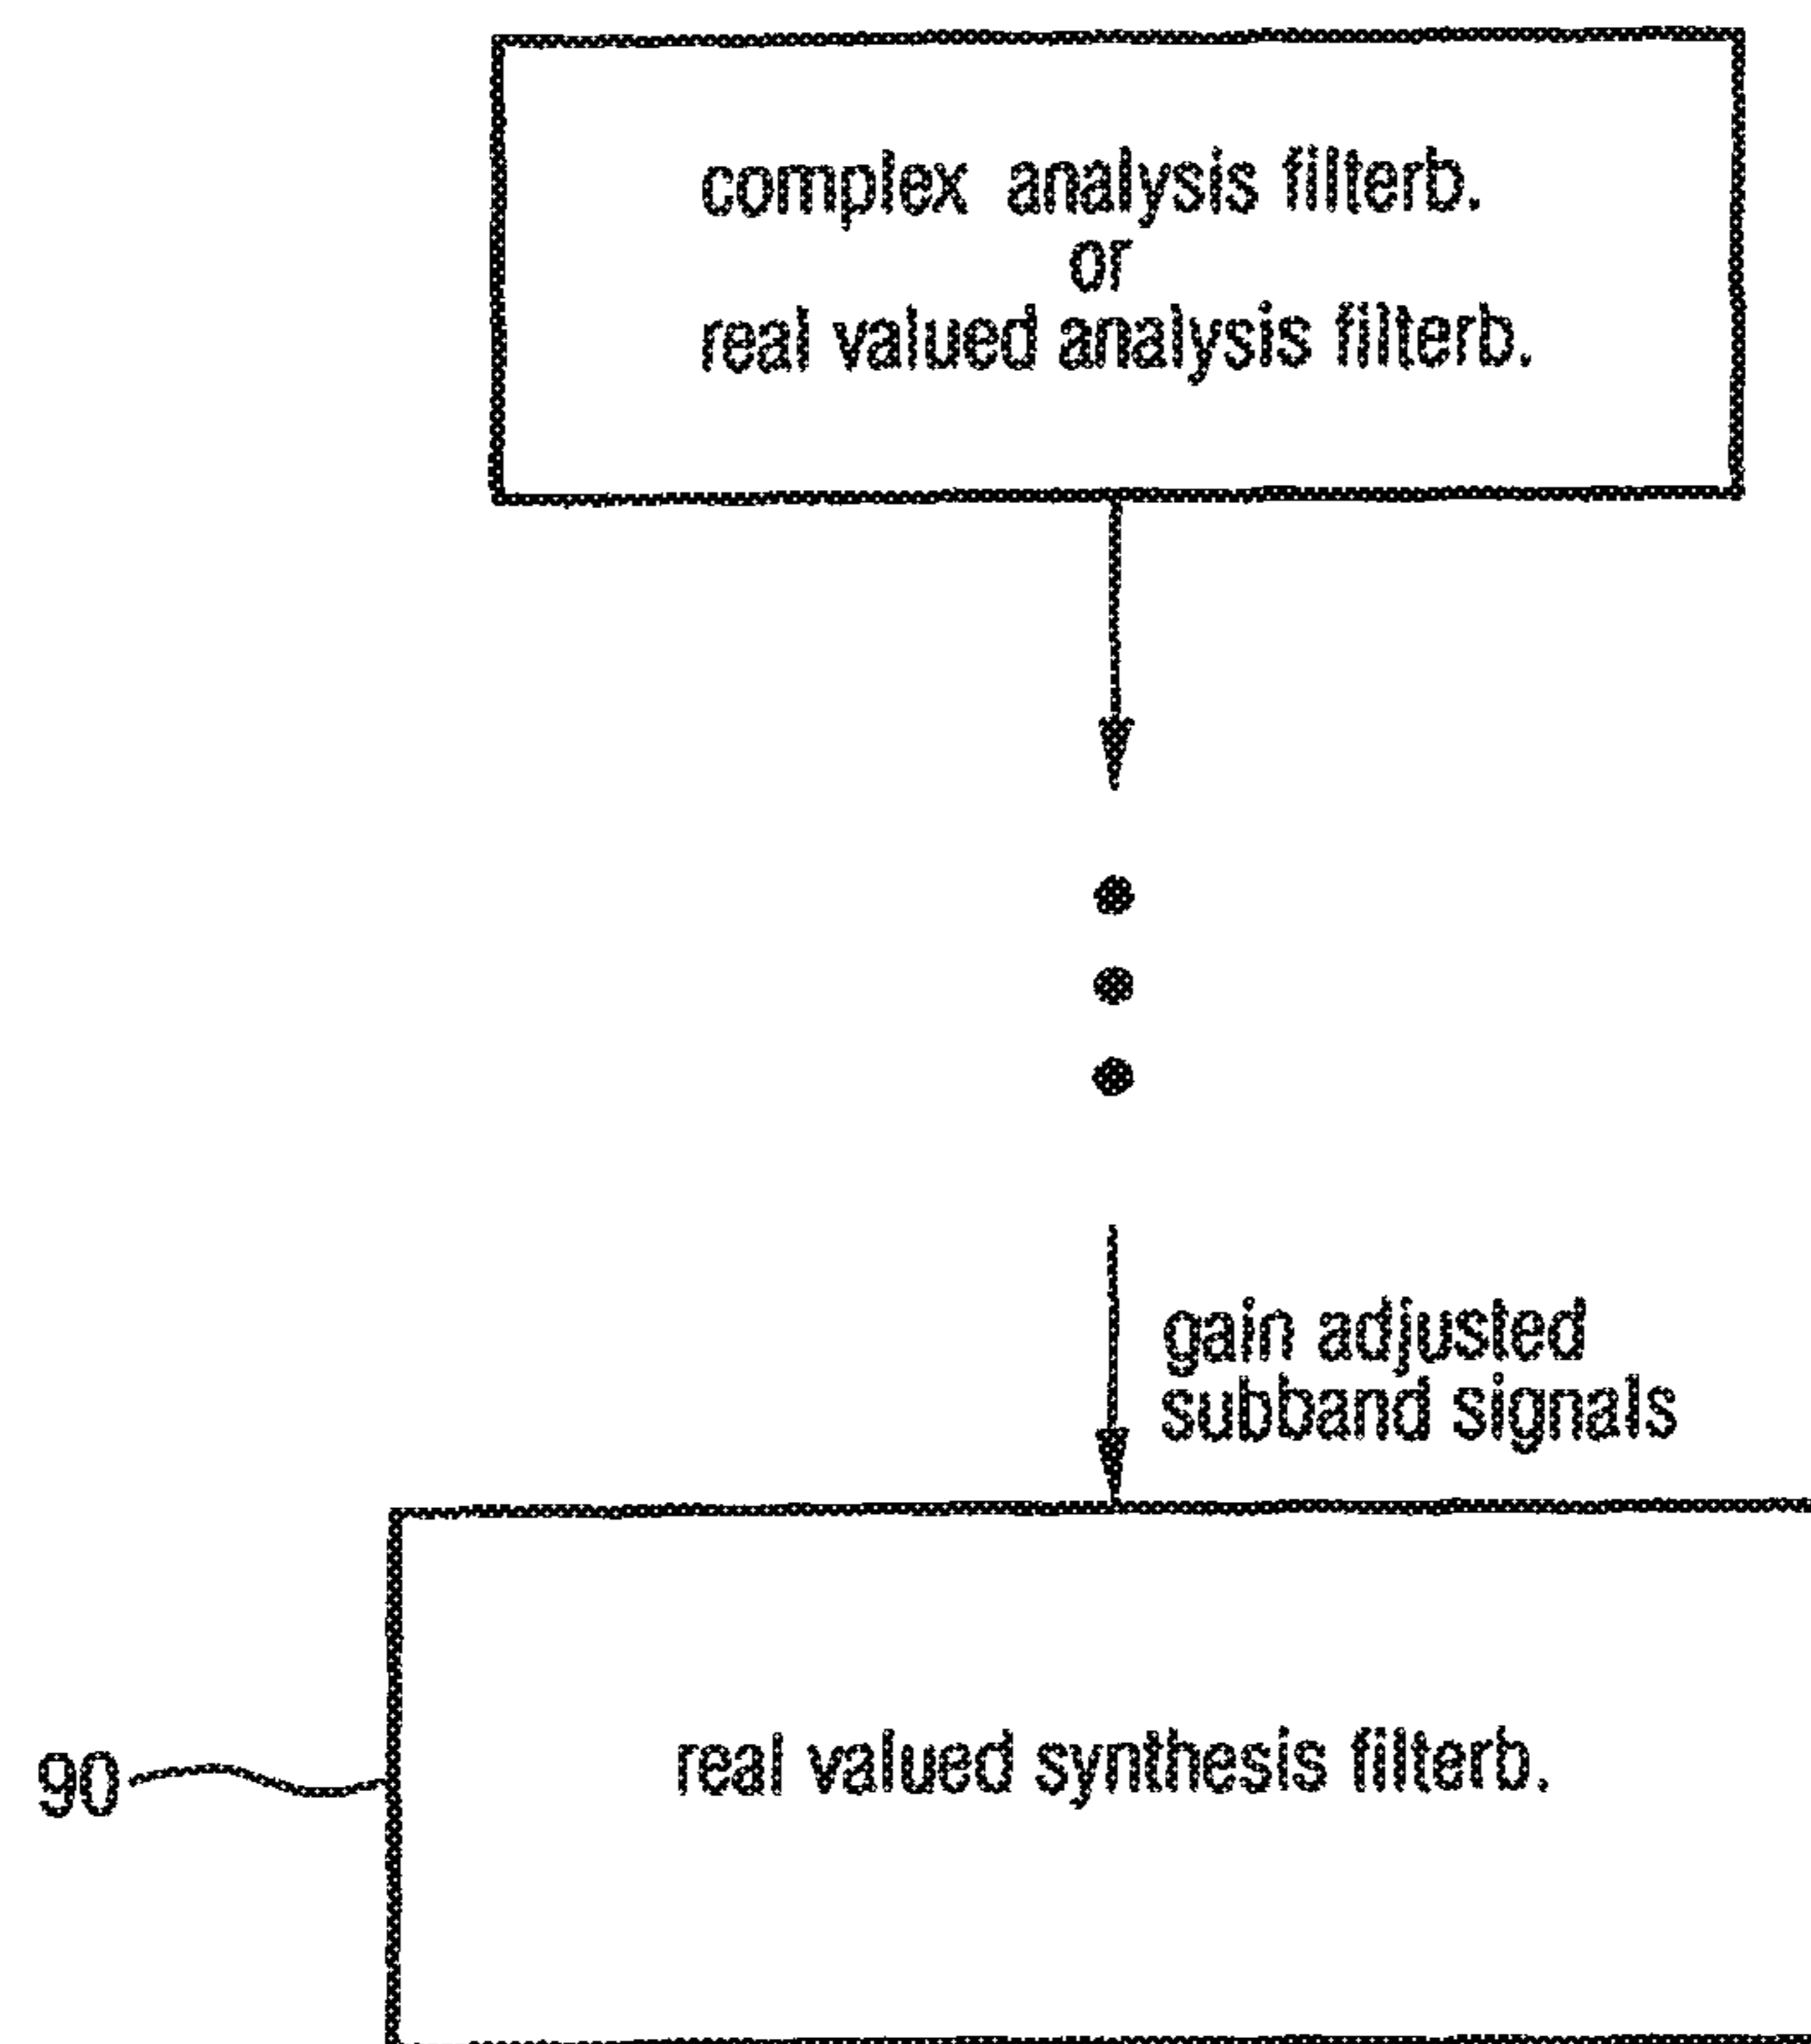 complex analysis filterb.
or
real valued analysis filterb.
gain adjusted
subband signals
90
real valued synthesis filterb.